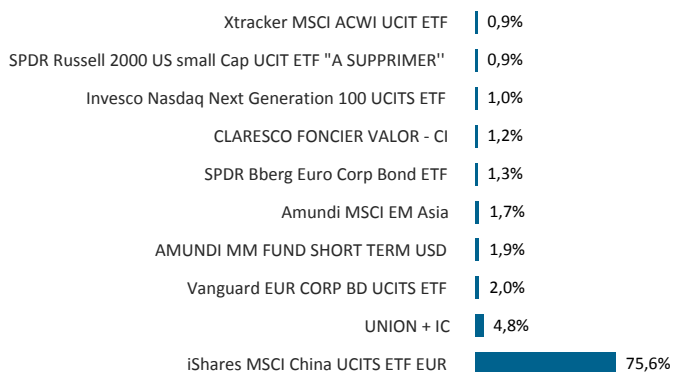 Xtracker MSCI ACWI UCIT ETF 0,9%
SPDR Russell 2000 US small Cap UCIT ETF "A SUPPRIMER'' 0,9%
Invesco Nasdaq Next Generation 100 UCITS ETF 1,0%
CLARESCO FONCIER VALOR - CI 1,2%
SPDR Bberg Euro Corp Bond ETF 1,3%
Amundi MSCI EM Asia 1,7%
AMUNDI MM FUND SHORT TERM USD 1,9%
Vanguard EUR CORP BD UCITS ETF 2,0%
UNION + IC 4,8%
iShares MSCI China UCITS ETF EUR 75,6%